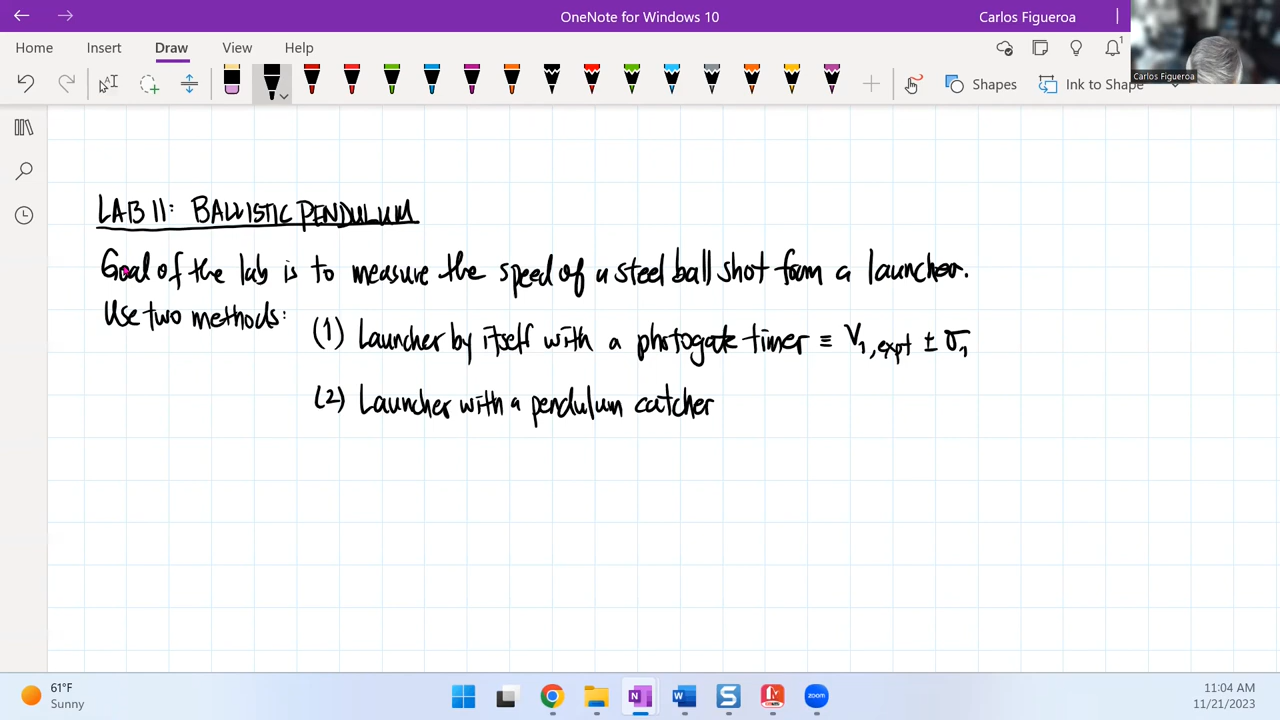 OneNote for Windows 10
Carlos Figueroa
Home Insert Draw View Help
1
Carlos Figueroa
Shapes
Ink to Shape
LAB 11: BALLISTIC PENDULUM
Goal of the lab is to measure the speed of a steel ball shot form a launcher.
Use two methods:
(1) Launcher by itself with a photogate timer ≡ V1,expt ± σ1
(2) Launcher with a pendulum catcher
61°F
Sunny
N
W
S
zoom
11:04 AM
11/21/2023